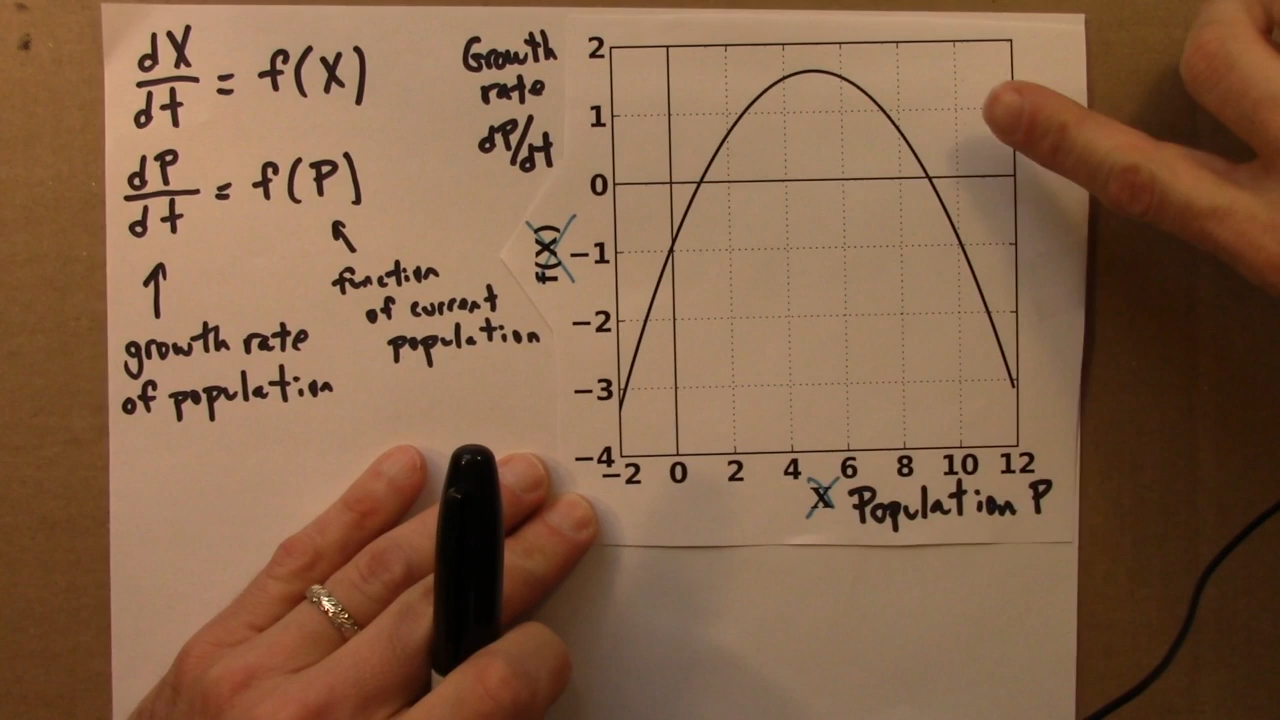 dX/dt = f(X)
dP/dt = f(P)
growth rate
of population
function
of current
population
Growth
rate
dP/dt
f(X)
2
1
0
−1
−2
−3
−4
−2 0 2 4 6 8 10 12
X Population P